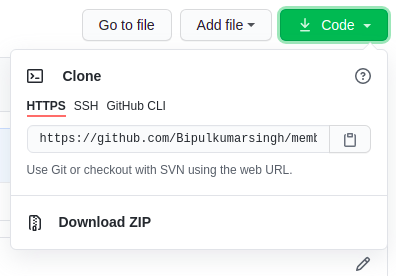 Go to file Add file Code
Clone
HTTPS SSH GitHub CLI
https://github.com/Bipulkumarsingh/memb
Use Git or checkout with SVN using the web URL.
Download ZIP